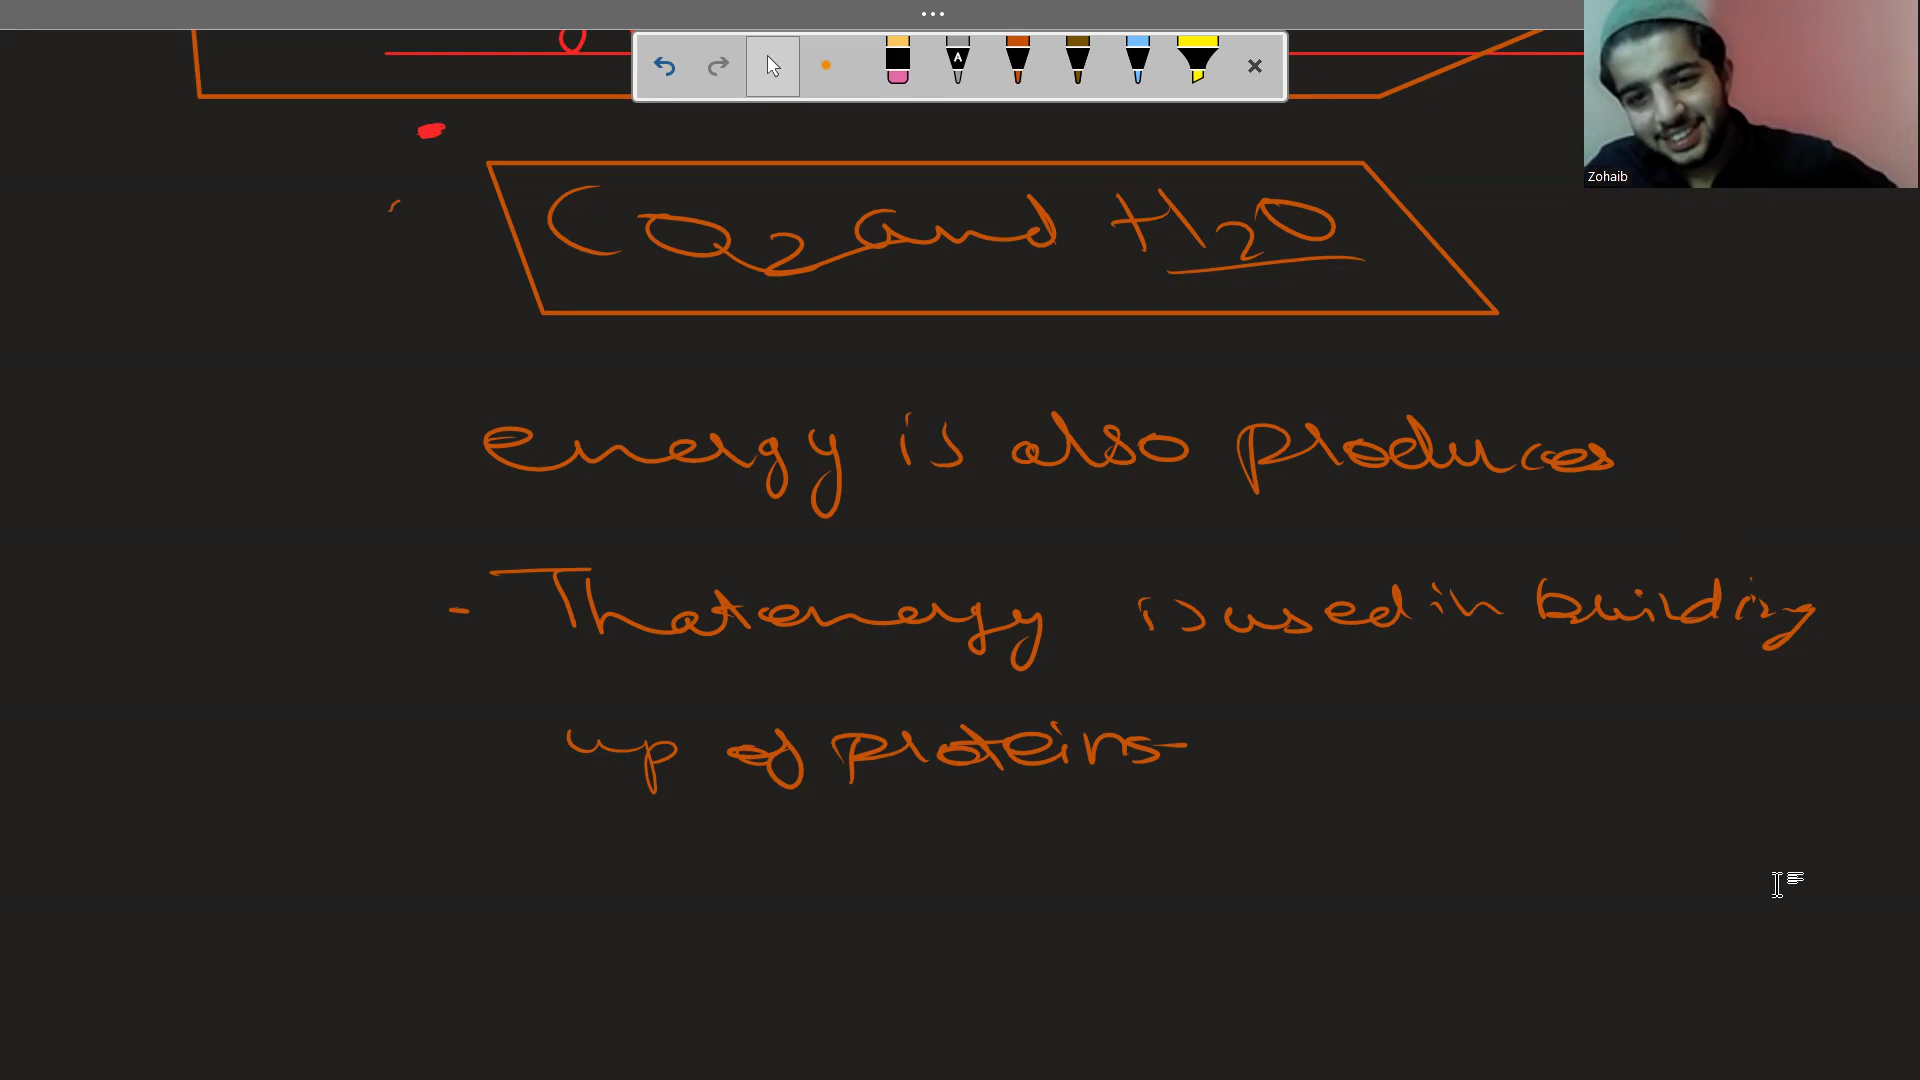 Zohaib
CO2 and H2O
energy is also produces
- That energy is used in building
up of proteins-